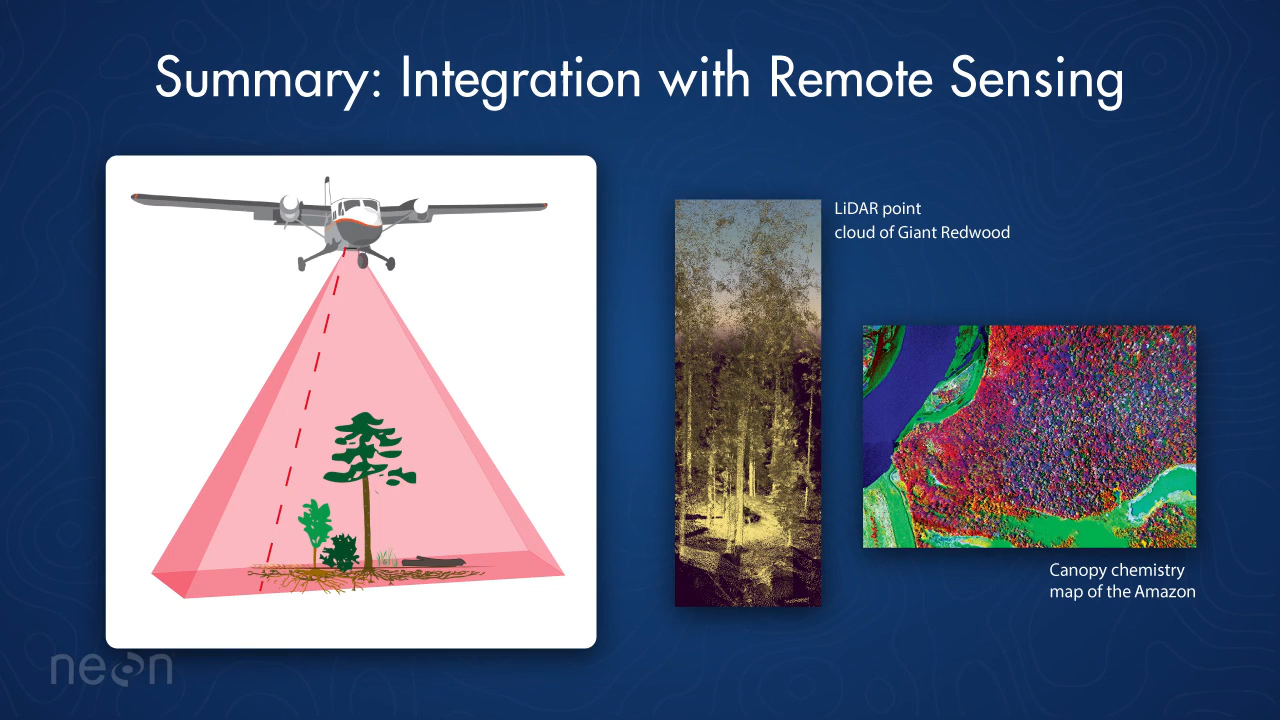 Summary: Integration with Remote Sensing
LiDAR point
cloud of Giant Redwood
Canopy chemistry
map of the Amazon
neon